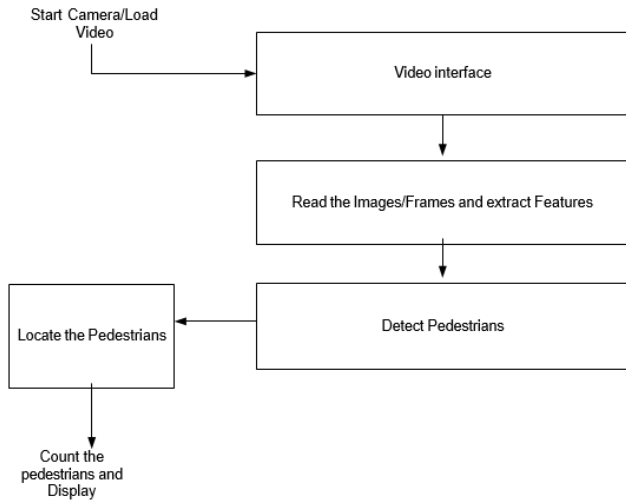 Start Camera/Load
Video
Video interface
Read the Images/Frames and extract Features
Detect Pedestrians
Locate the Pedestrians
Count the
pedestrians and
Display